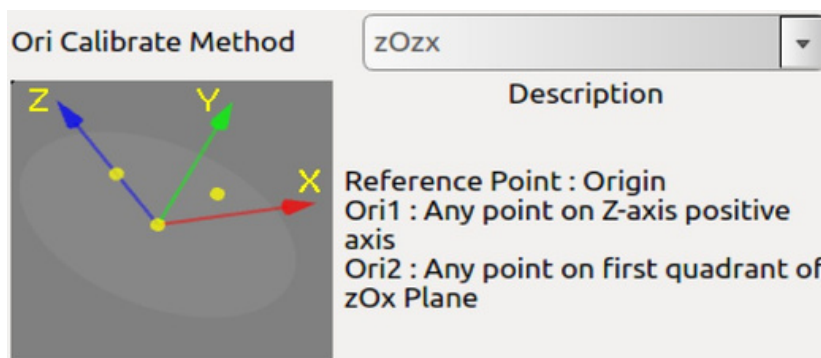 Ori Calibrate Method
zOzx
Description
Z
Y
X
Reference Point : Origin
Ori1 : Any point on Z-axis positive
axis
Ori2 : Any point on first quadrant of
zOx Plane